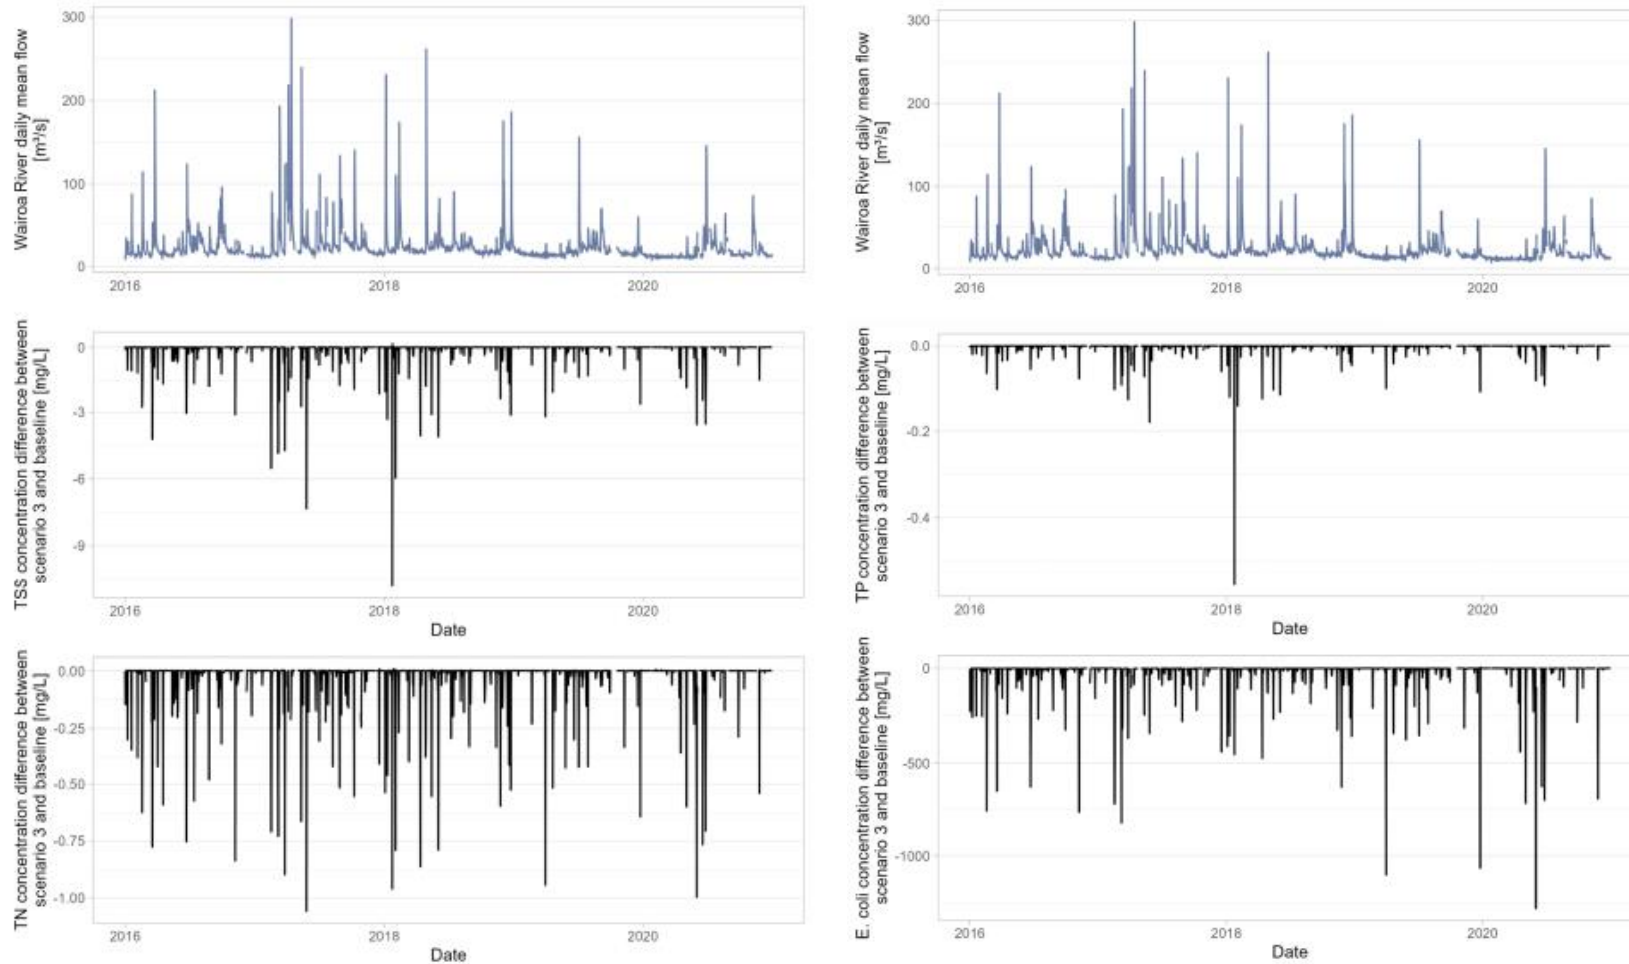 Wairoa River daily mean flow
[m³/s]
300
200
100
0
2016
2018
2020
Wairoa River daily mean flow
[m³/s]
300
200
100
0
2016
2018
2020
TSS concentration difference between
scenario 3 and baseline [mg/L]
0
-3
-6
-9
2016
2018
2020
Date
TP concentration difference between
scenario 3 and baseline [mg/L]
0.0
-0.2
-0.4
2016
2018
2020
Date
TN concentration difference between
scenario 3 and baseline [mg/L]
0.00
-0.25
-0.50
-0.75
-1.00
2016
2018
2020
Date
E. coli concentration difference between
scenario 3 and baseline [mg/L]
0
-500
-1000
2016
2018
2020
Date